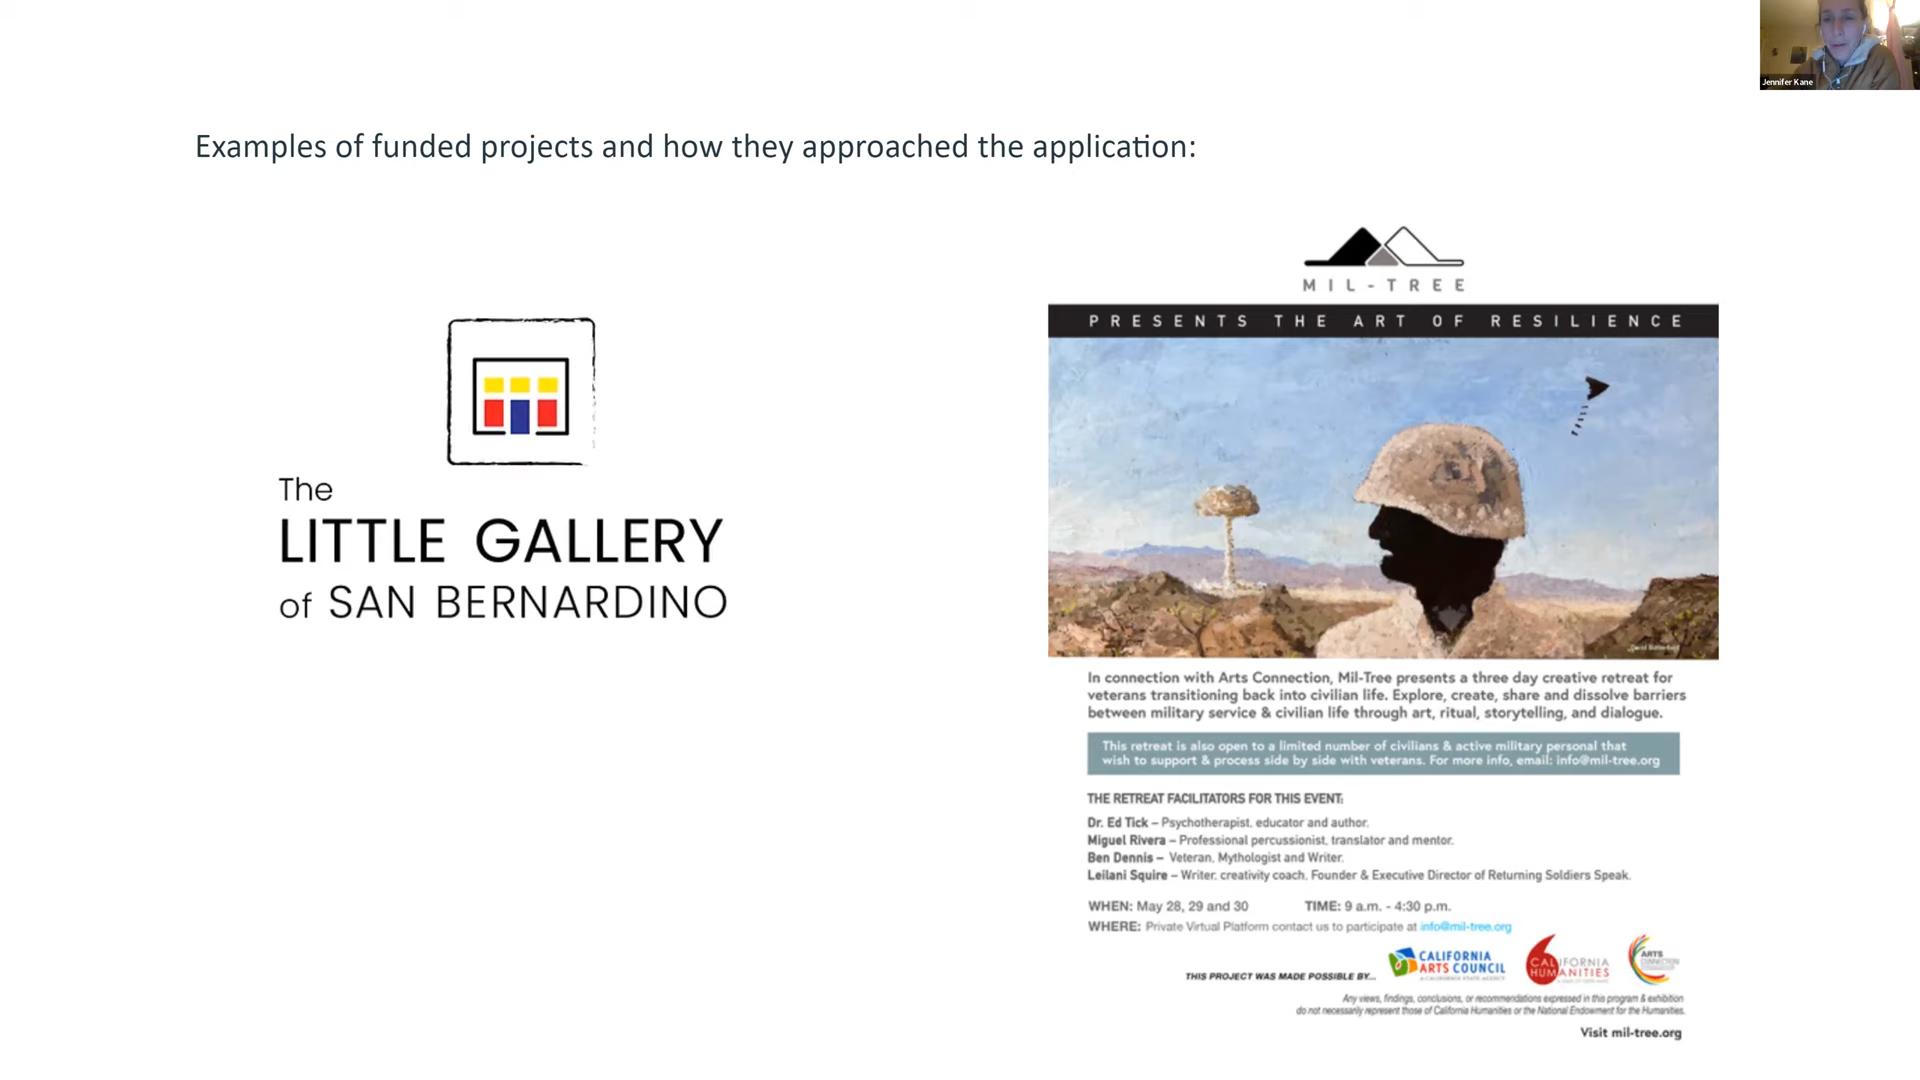 Jennifer Kane
Examples of funded projects and how they approached the application:
The
LITTLE GALLERY
of SAN BERNARDINO
MIL-TREE
PRESENTS THE ART OF RESILIENCE
In connection with Arts Connection, Mil-Tree presents a three day creative retreat for
veterans transitioning back into civilian life. Explore, create, share and dissolve barriers
between military service & civilian life through art, ritual, storytelling, and dialogue.
This retreat is also open to a limited number of civilians & active military personal that
wish to support & process side by side with veterans. For more info, email: info@mil-tree.org
THE RETREAT FACILITATORS FOR THIS EVENT:
Dr. Ed Tick – Psychotherapist, educator and author.
Miguel Rivera – Professional percussionist, translator and mentor.
Ben Dennis – Veteran, Mythologist and Writer.
Leilani Squire – Writer, creativity coach, Founder & Executive Director of Returning Soldiers Speak.
WHEN: May 28, 29 and 30 TIME: 9 a.m. - 4:30 p.m.
WHERE: Private Virtual Platform contact us to participate at info@mil-tree.org
THIS PROJECT WAS MADE POSSIBLE BY...
CALIFORNIA
ARTS COUNCIL
CALIFORNIA
HUMANITIES
ARTS
CONNECTION
Any views, findings, conclusions, or recommendations expressed in this program & exhibition
do not necessarily represent those of California Humanities or the National Endowment for the Humanities.
Visit mil-tree.org